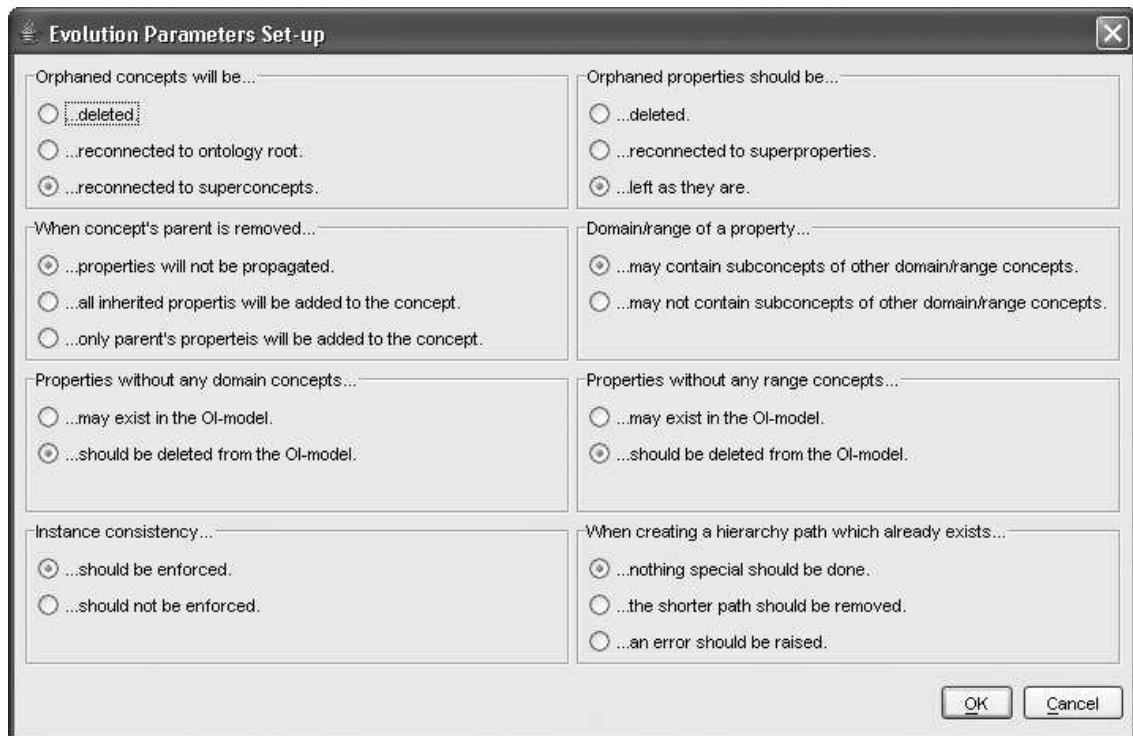 Evolution Parameters Set-up
Orphaned concepts will be...
...deleted.
...reconnected to ontology root.
...reconnected to superconcepts.
Orphaned properties should be...
...deleted.
...reconnected to superproperties.
...left as they are.
When concept's parent is removed...
...properties will not be propagated.
...all inherited propertis will be added to the concept.
...only parent's properteis will be added to the concept.
Domain/range of a property...
...may contain subconcepts of other domain/range concepts.
...may not contain subconcepts of other domain/range concepts.
Properties without any domain concepts...
...may exist in the OI-model.
...should be deleted from the OI-model.
Properties without any range concepts...
...may exist in the OI-model.
...should be deleted from the OI-model.
Instance consistency...
...should be enforced.
...should not be enforced.
When creating a hierarchy path which already exists...
...nothing special should be done.
...the shorter path should be removed.
...an error should be raised.
OK
Cancel